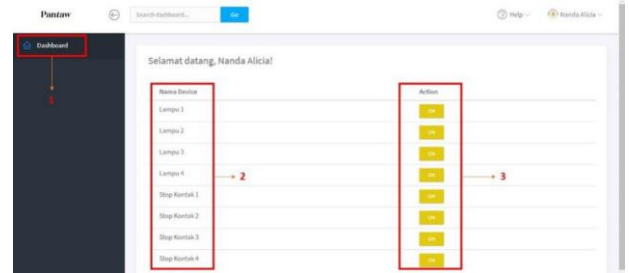 Pantaw
Search dashboard...
Go
Help
Nanda Alicia
Dashboard
1
Selamat datang, Nanda Alicia!
Nama Device
Action
Lampu 1
Lampu 2
Lampu 3
Lampu 4
2
3
Stop Kontak 1
Stop Kontak 2
Stop Kontak 3
Stop Kontak 4